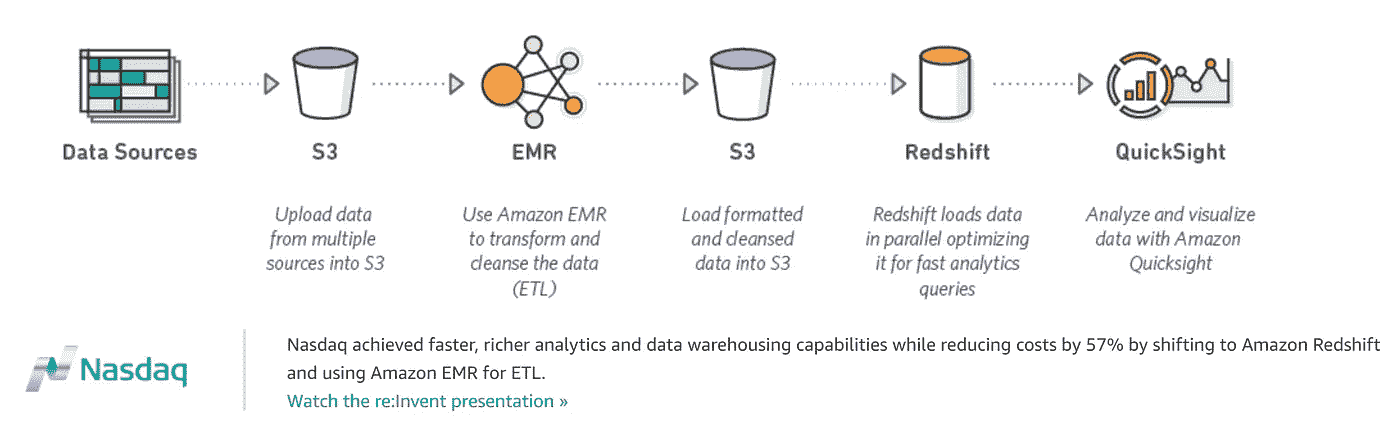 Data Sources
S3
EMR
S3
Redshift
QuickSight
Upload data
from multiple
sources into S3
Use Amazon EMR
to transform and
cleanse the data
(ETL)
Load formatted
and cleansed
data into S3
Redshift loads data
in parallel optimizing
it for fast analytics
queries
Analyze and visualize
data with Amazon
Quicksight
Nasdaq
Nasdaq achieved faster, richer analytics and data warehousing capabilities while reducing costs by 57% by shifting to Amazon Redshift
and using Amazon EMR for ETL.
Watch the re:Invent presentation »